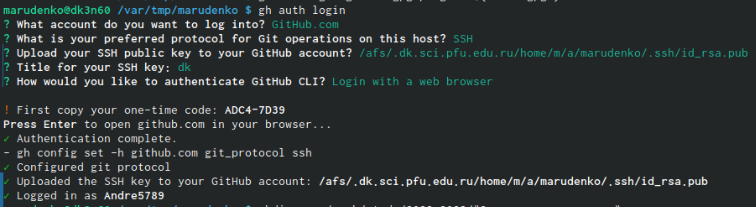 marudenko@dk3n60 /var/tmp/marudenko $ gh auth login
? What account do you want to log into? GitHub.com
? What is your preferred protocol for Git operations on this host? SSH
? Upload your SSH public key to your GitHub account? /afs/.dk.sci.pfu.edu.ru/home/m/a/marudenko/.ssh/id_rsa.pub
? Title for your SSH key: dk
? How would you like to authenticate GitHub CLI? Login with a web browser
! First copy your one-time code: ADC4-7D39
Press Enter to open github.com in your browser...
✓ Authentication complete.
- gh config set -h github.com git_protocol ssh
✓ Configured git protocol
✓ Uploaded the SSH key to your GitHub account: /afs/.dk.sci.pfu.edu.ru/home/m/a/marudenko/.ssh/id_rsa.pub
✓ Logged in as Andre5789